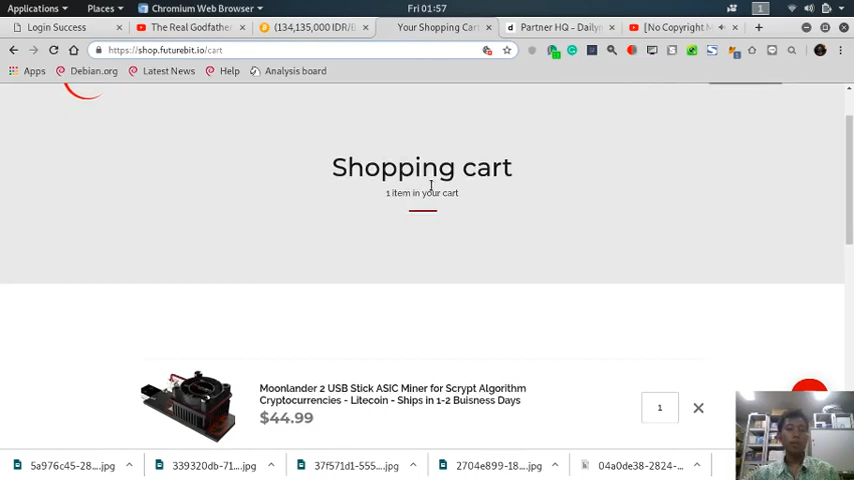 Applications Places Chromium Web Browser Fri 01:57 1
Login Success The Real Godfather (134,135,000 IDR/B Your Shopping Cart Partner HQ - Dailym [No Copyright M
https://shop.futurebit.io/cart
Apps Debian.org Latest News Help Analysis board
Shopping cart
1 item in your cart
Moonlander 2 USB Stick ASIC Miner for Scrypt Algorithm
Cryptocurrencies - Litecoin - Ships in 1-2 Buisness Days
$44.99
1
5a976c45-28....jpg 339320db-71....jpg 37f571d1-555....jpg 2704e899-18....jpg 04a0de38-2824-...